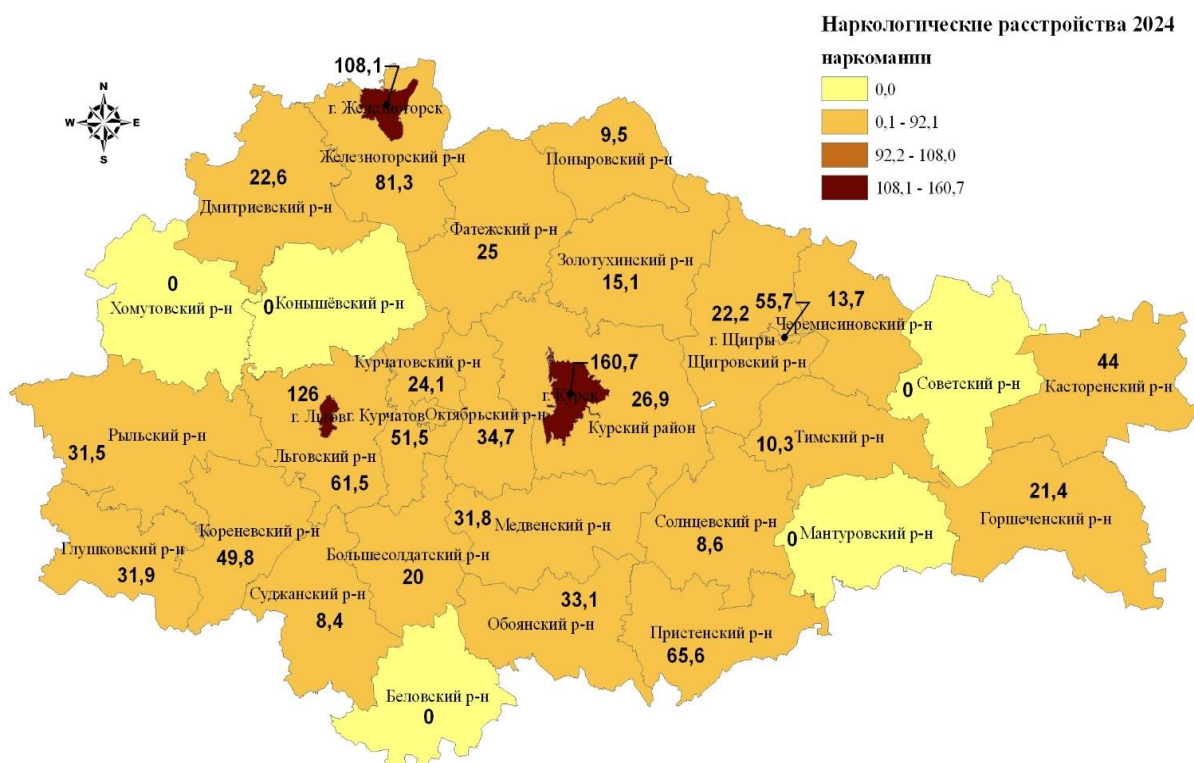 Наркологические расстройства 2024
наркомании
0,0
0,1 - 92,1
92,2 - 108,0
108,1 - 160,7
N
W E
S
108,1
г. Железногорск
Железногорский р-н
81,3
22,6
Дмитриевский р-н
9,5
Поныровский р-н
Фатежский р-н
25
Золотухинский р-н
15,1
0
Хомутовский р-н
0 Конышёвский р-н
22,2
55,7
13,7
Черемисиновский р-н
г. Щигры
Щигровский р-н
0 Советский р-н
44
Касторенский р-н
Курчатовский р-н
24,1
160,7
г. Курск
26,9
Курский район
126
г. Льгов
г. Курчатов
51,5
Октябрьский р-н
34,7
Рыльский р-н
31,5
Льговский р-н
61,5
10,3 Тимский р-н
21,4
Горшеченский р-н
Кореневский р-н
49,8
31,8 Медвенский р-н
Солнцевский р-н
8,6
0 Мантуровский р-н
Глушковский р-н
31,9
Большесолдатский р-н
20
Суджанский р-н
8,4
33,1
Обоянский р-н
Пристенский р-н
65,6
Беловский р-н
0